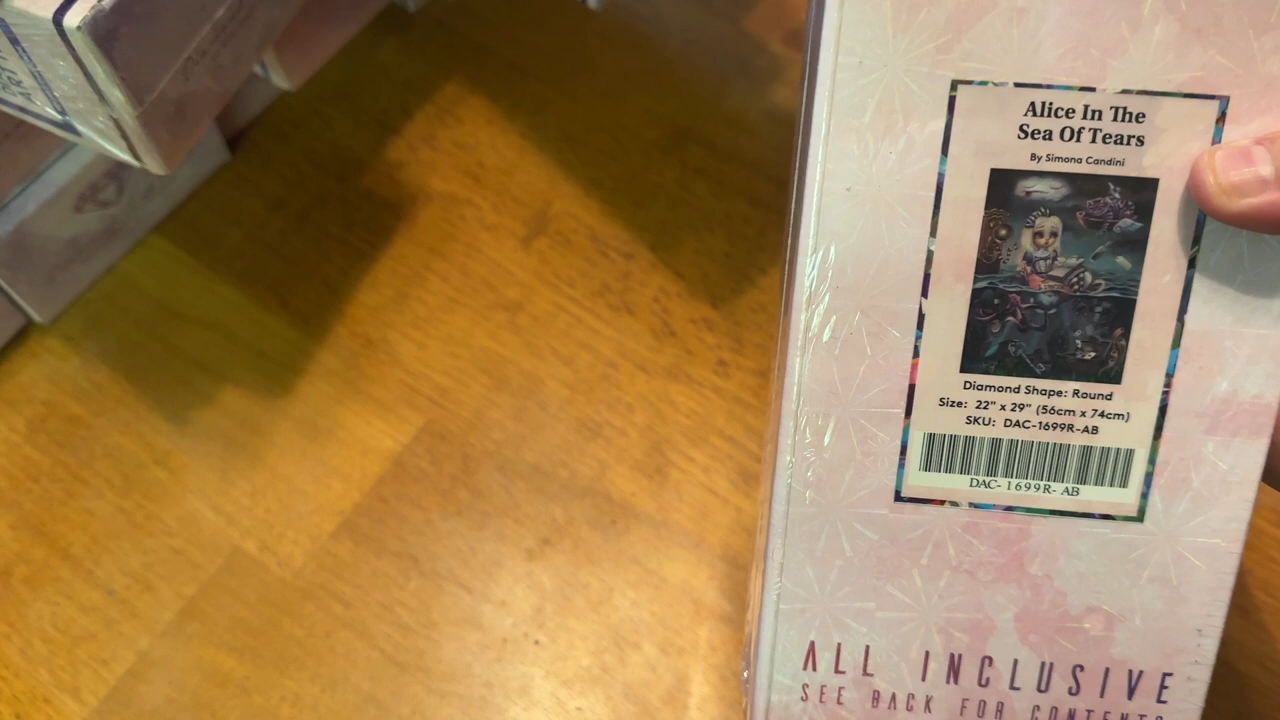 Alice In The
Sea Of Tears
By Simona Candini
Diamond Shape: Round
Size: 22" x 29" (56cm x 74cm)
SKU: DAC-1699R-AB
DAC- 1699R- AB
ALL INCLUSIVE
SEE BACK FOR CONTENTS
ART